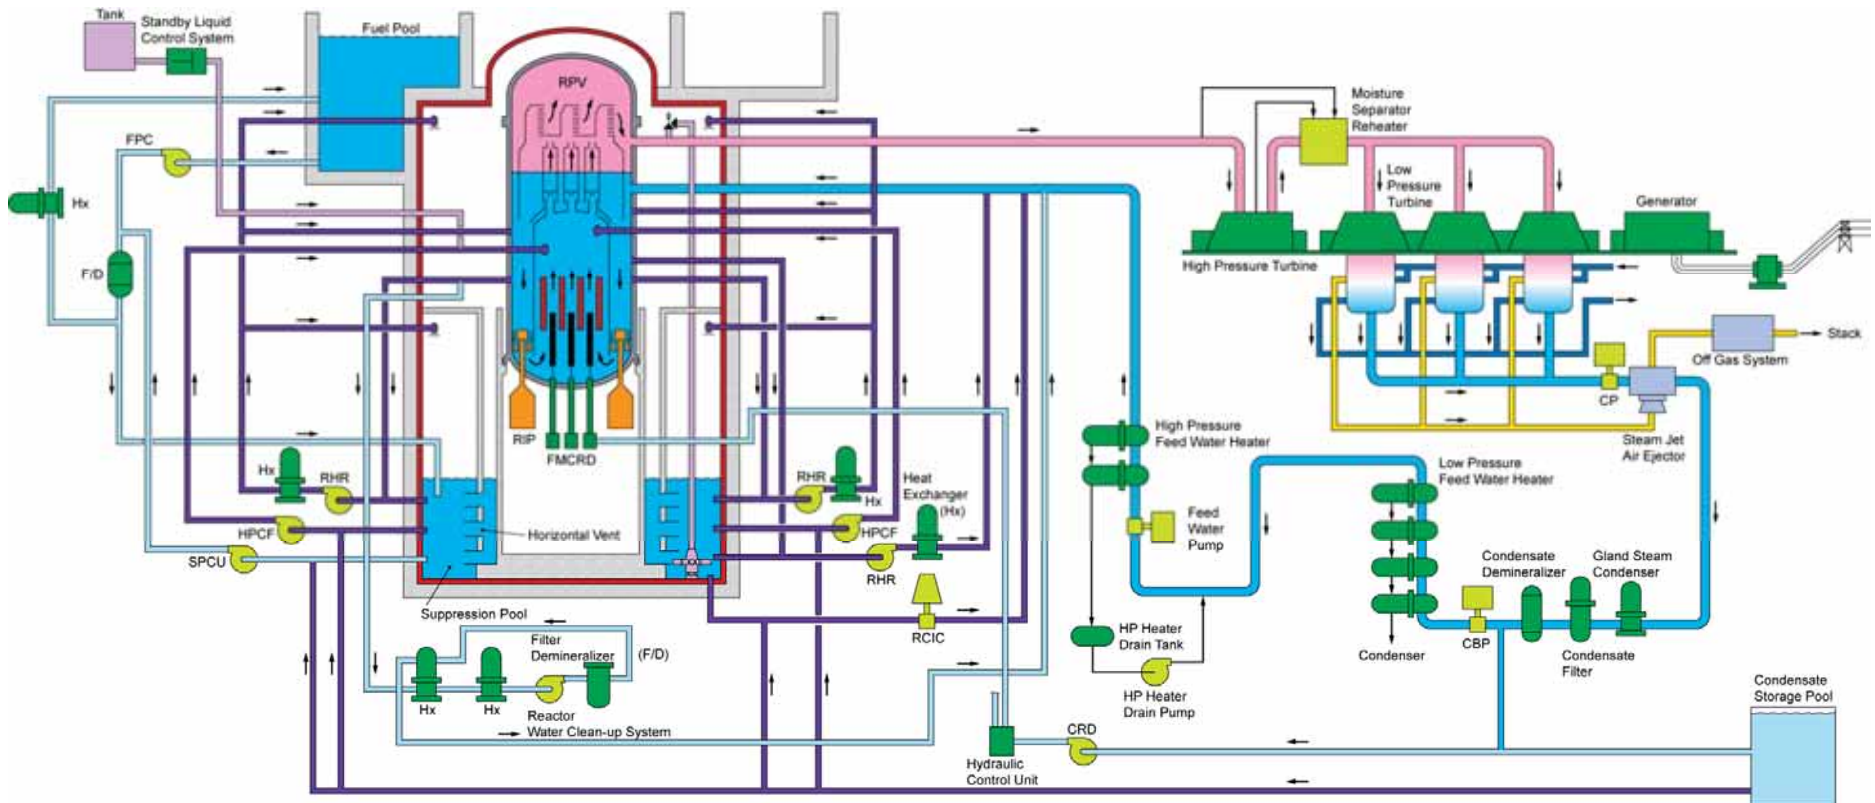 Tank
Standby Liquid
Control System
Fuel Pool
RPV
FPC
Hx
F/D
Moisture
Separator
Reheater
Low
Pressure
Turbine
Generator
High Pressure Turbine
Off Gas System
Stack
CP
Steam Jet
Air Ejector
RIP
FMCRD
Hx
RHR
HPCF
SPCU
Horizontal Vent
Suppression Pool
RHR
Hx
Heat
Exchanger
(Hx)
HPCF
RHR
RCIC
High Pressure
Feed Water Heater
Feed
Water
Pump
Low Pressure
Feed Water Heater
Condensate
Demineralizer
Gland Steam
Condenser
HP Heater
Drain Tank
HP Heater
Drain Pump
Condenser
CBP
Condensate
Filter
Condensate
Storage Pool
Filter
Demineralizer
(F/D)
Hx
Hx
Reactor
Water Clean-up System
Hydraulic
Control Unit
CRD